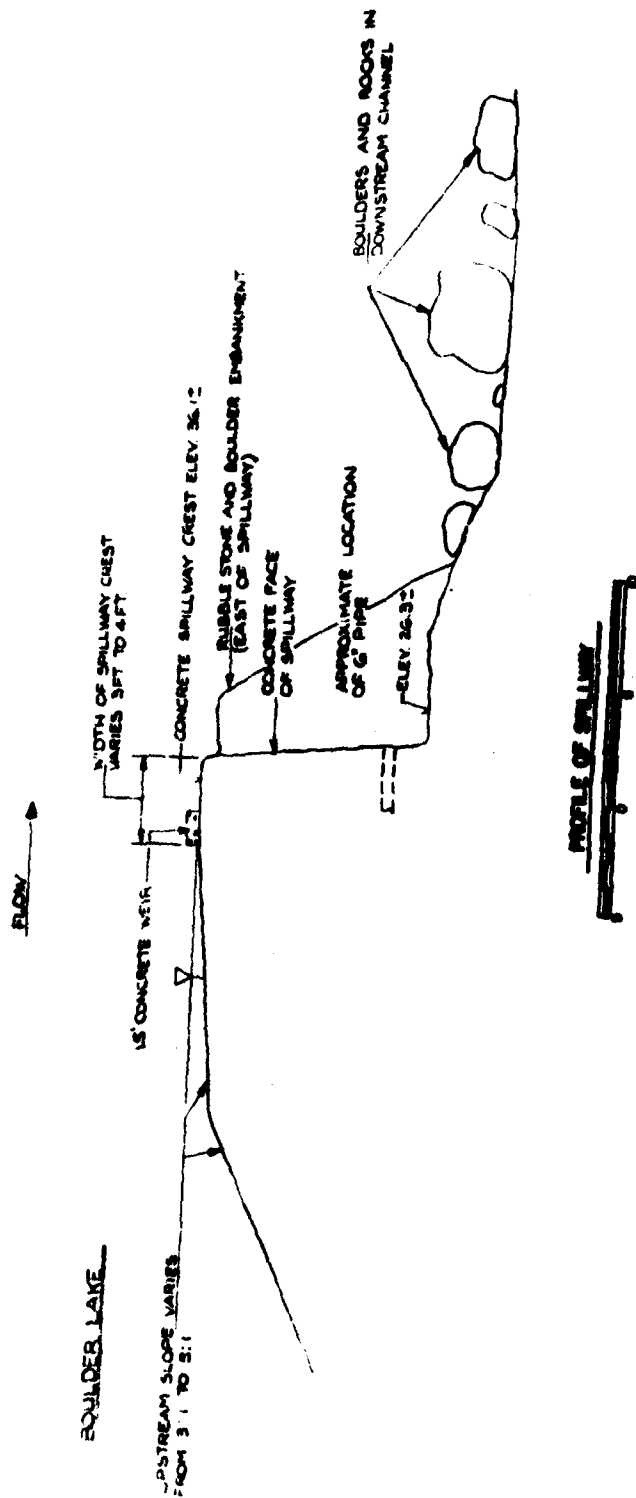 FLOW
BOULDER LAKE
UPSTREAM SLOPE VARIES
FROM 3:1 TO 5:1
1.5' CONCRETE WEIR
WIDTH OF SPILLWAY CREST
VARIES 3FT TO 4FT
CONCRETE SPILLWAY CREST ELEV. 36.1±
RUBBLE STONE AND BOULDER EMBANKMENT
(EAST OF SPILLWAY)
CONCRETE FACE
OF SPILLWAY
APPROXIMATE LOCATION
OF 6" PIPE
ELEV. 26.3±
BOULDERS AND ROCKS IN
DOWNSTREAM CHANNEL
PROFILE OF SPILLWAY
0